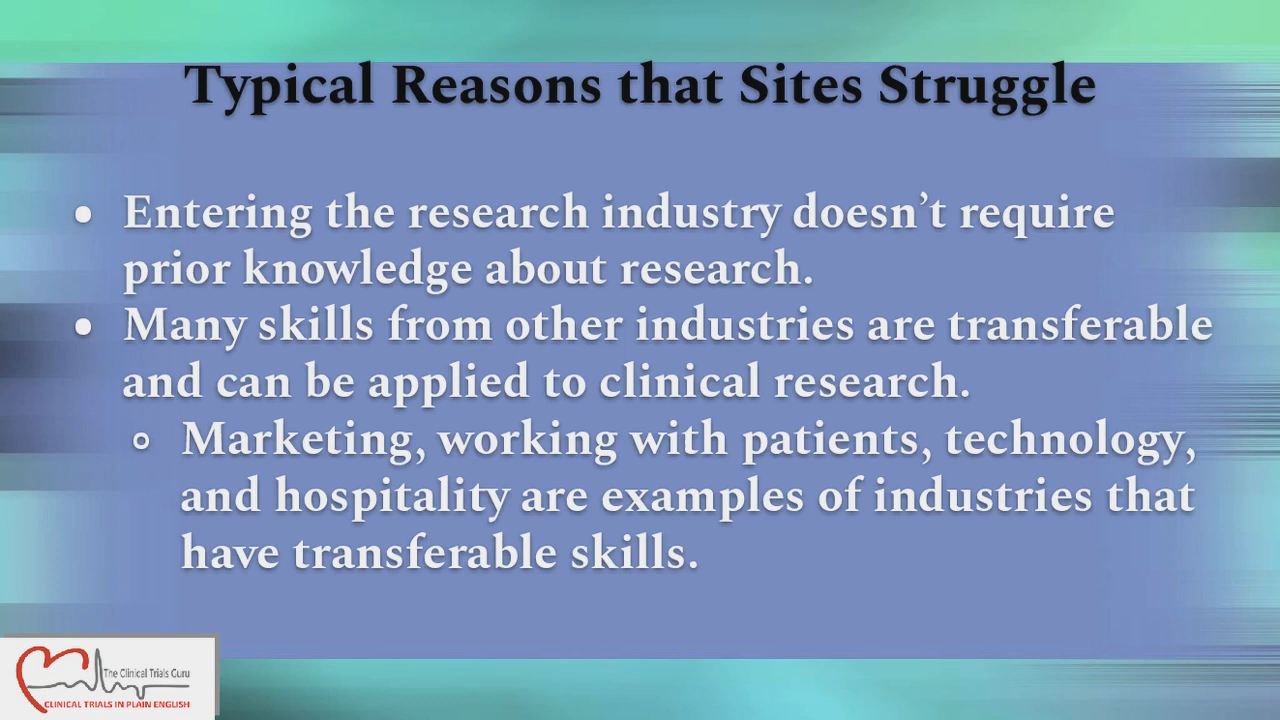 Typical Reasons that Sites Struggle
• Entering the research industry doesn’t require
prior knowledge about research.
• Many skills from other industries are transferable
and can be applied to clinical research.
○ Marketing, working with patients, technology,
and hospitality are examples of industries that
have transferable skills.
The Clinical Trials Guru
CLINICAL TRIALS IN PLAIN ENGLISH